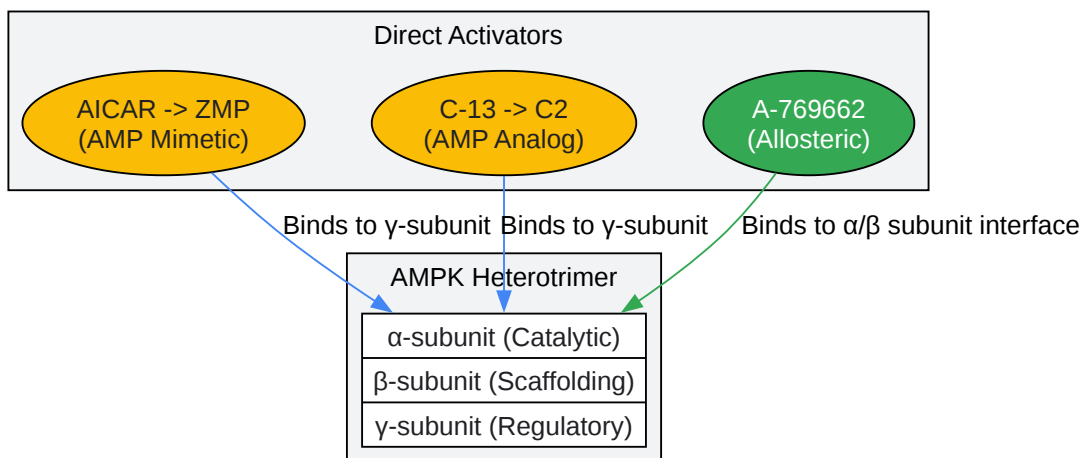 Direct Activators
AICAR -> ZMP
(AMP Mimetic)
C-13 -> C2
(AMP Analog)
A-769662
(Allosteric)
Binds to γ-subunit
Binds to γ-subunit
Binds to α/β subunit interface
AMPK Heterotrimer
α-subunit (Catalytic)
β-subunit (Scaffolding)
γ-subunit (Regulatory)